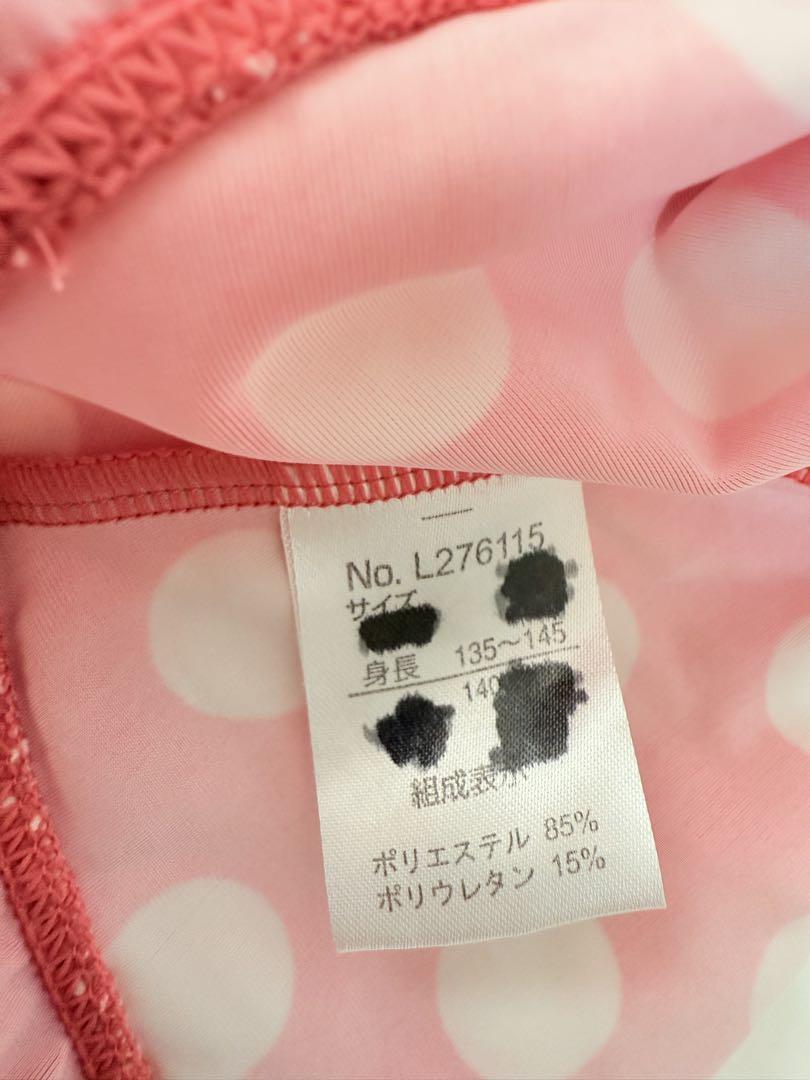 No. L276115
サイズ
身長 135〜145
140
組成表示
ポリエステル 85%
ポリウレタン 15%